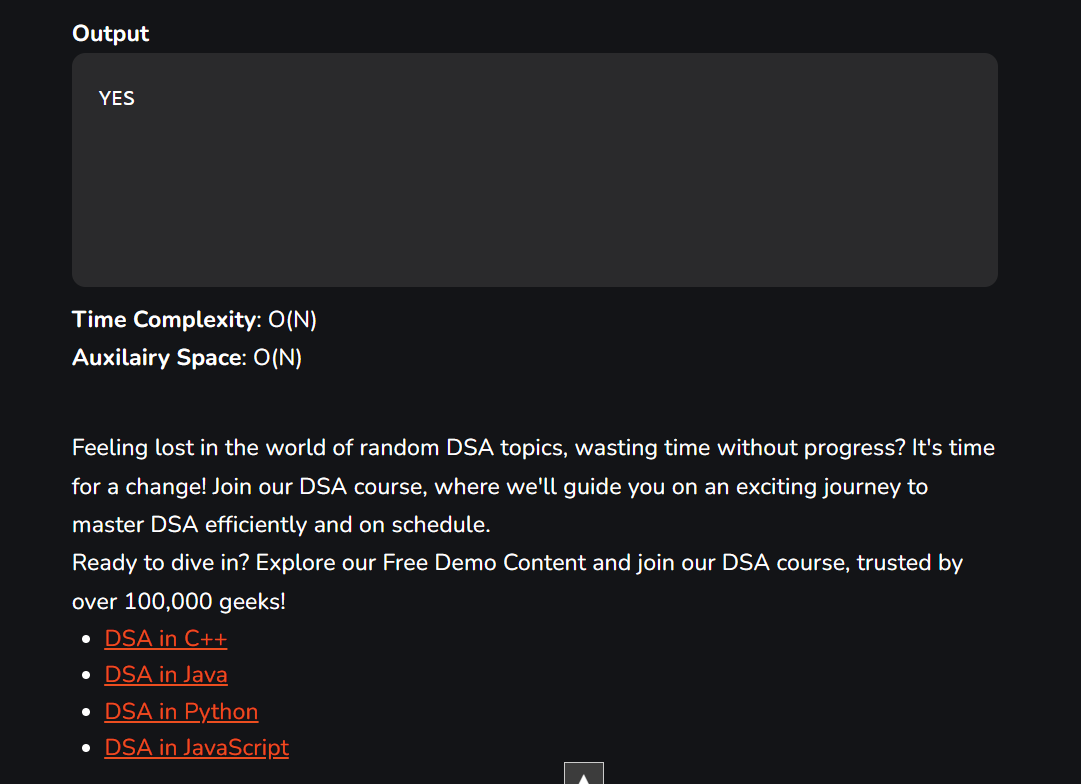 Output
YES
Time Complexity: O(N)
Auxilairy Space: O(N)
Feeling lost in the world of random DSA topics, wasting time without progress? It's time
for a change! Join our DSA course, where we'll guide you on an exciting journey to
master DSA efficiently and on schedule.
Ready to dive in? Explore our Free Demo Content and join our DSA course, trusted by
over 100,000 geeks!
DSA in C++
DSA in Java
DSA in Python
DSA in JavaScript